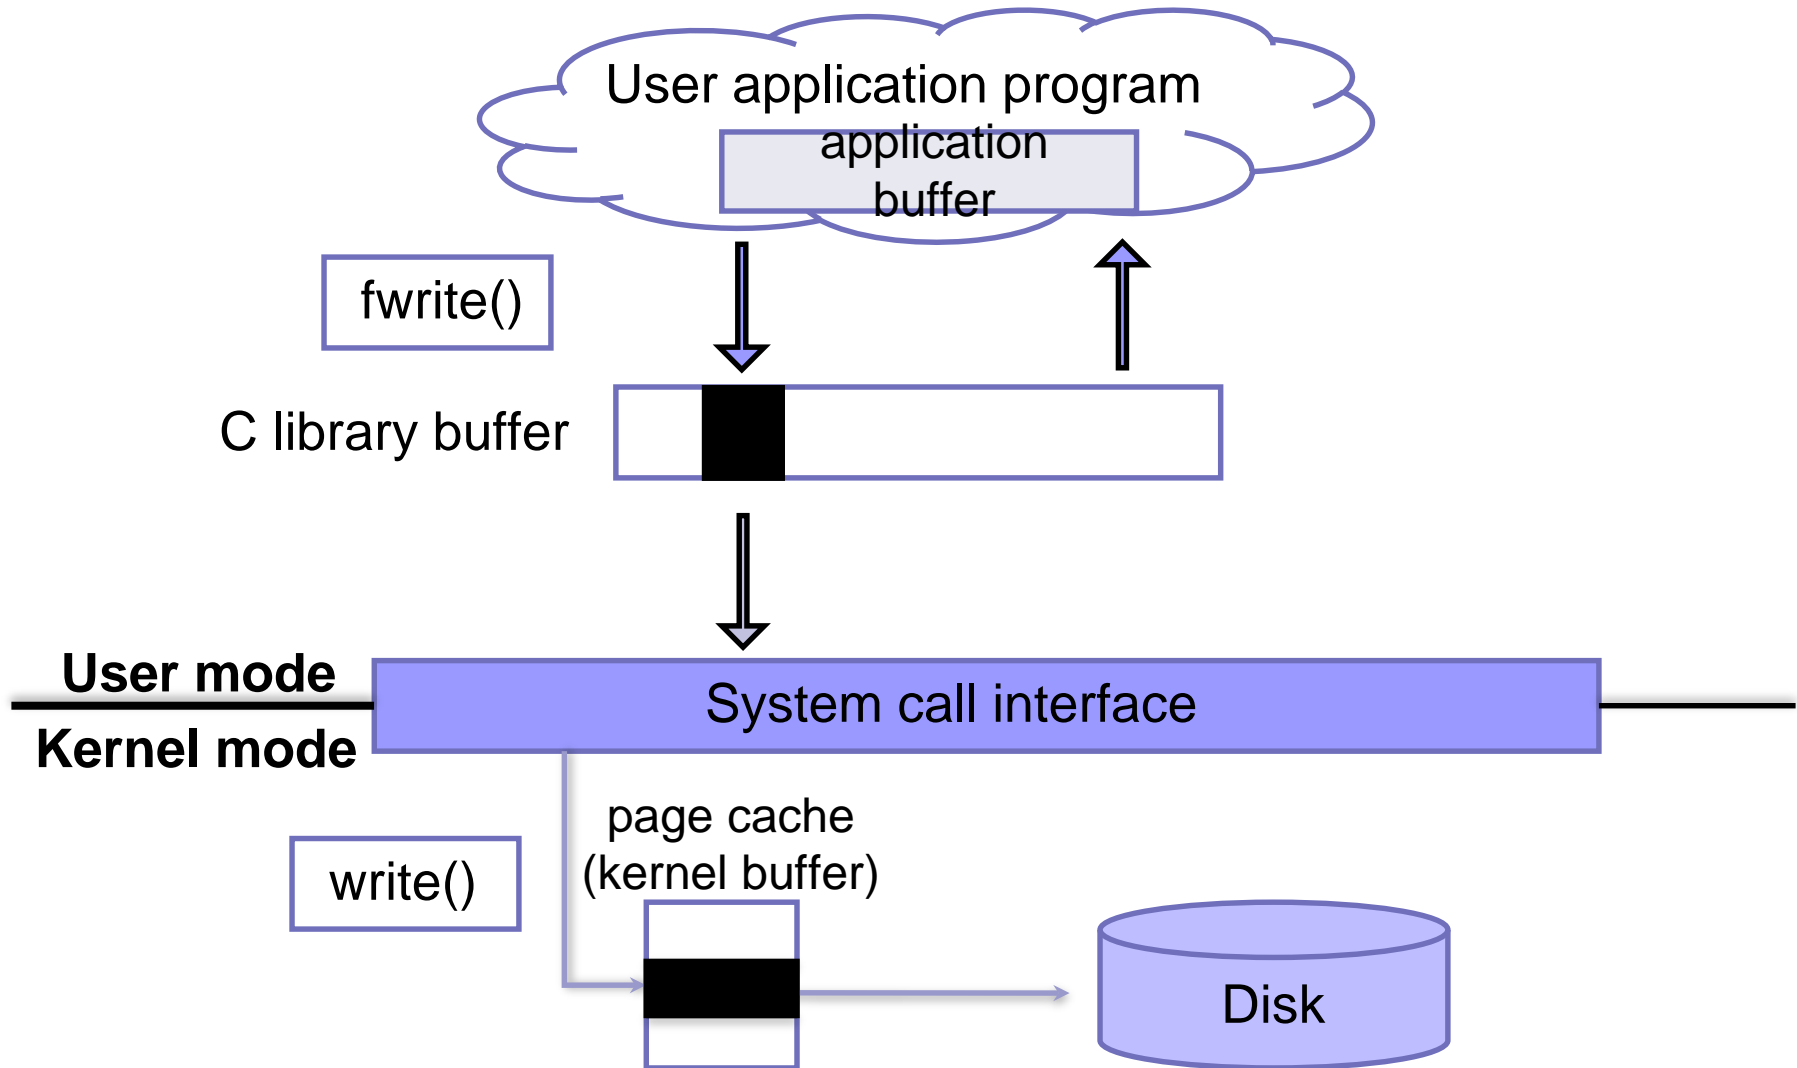 User application program
application
buffer
fwrite()
C library buffer
User mode
System call interface
Kernel mode
page cache
(kernel buffer)
write()
Disk